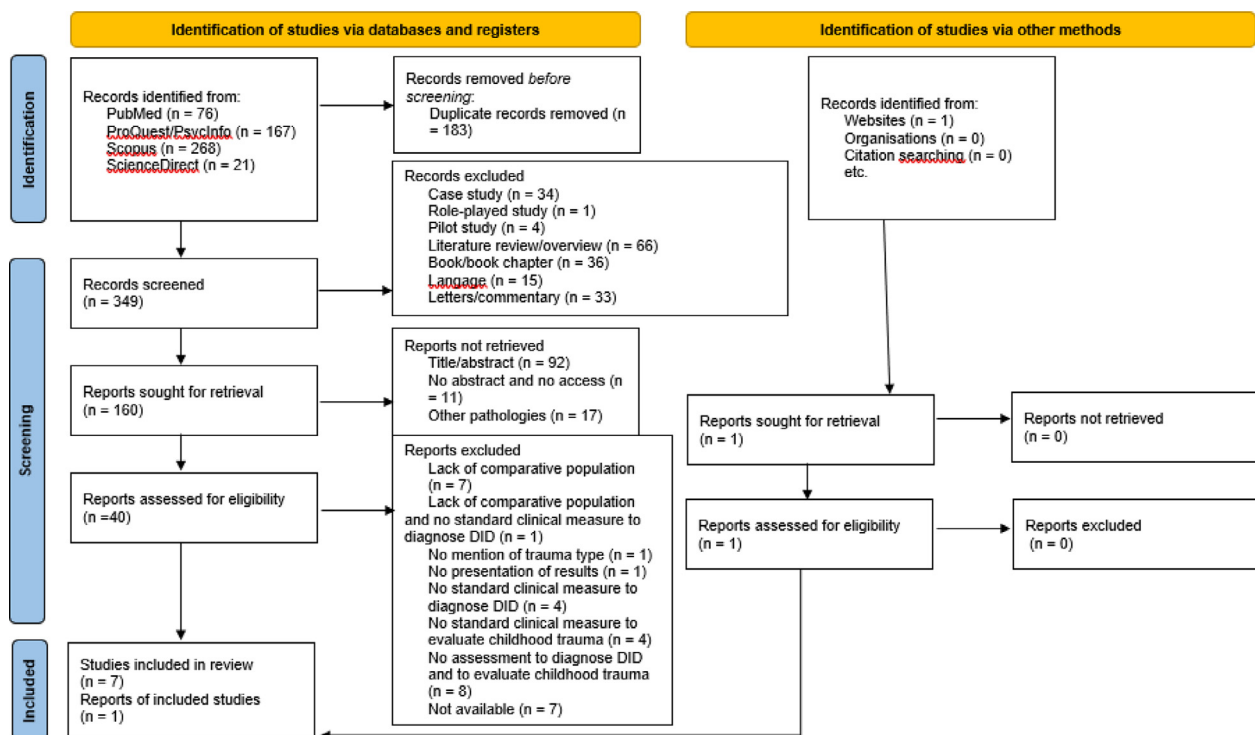 Identification of studies via databases and registers
Identification of studies via other methods
Identification
Records identified from:
PubMed (n = 76)
ProQuest/PsycInfo (n = 167)
Scopus (n = 268)
ScienceDirect (n = 21)
Records removed before
screening:
Duplicate records removed (n
= 183)
Records identified from:
Websites (n = 1)
Organisations (n = 0)
Citation searching (n = 0)
etc.
Records excluded
Case study (n = 34)
Role-played study (n = 1)
Pilot study (n = 4)
Literature review/overview (n = 66)
Book/book chapter (n = 36)
Langage (n = 15)
Letters/commentary (n = 33)
Screening
Records screened
(n = 349)
Reports sought for retrieval
(n = 160)
Reports not retrieved
Title/abstract (n = 92)
No abstract and no access (n
= 11)
Other pathologies (n = 17)
Reports sought for retrieval
(n = 1)
Reports not retrieved
(n = 0)
Reports assessed for eligibility
(n =40)
Reports excluded
Lack of comparative population
(n = 7)
Lack of comparative population
and no standard clinical measure to
diagnose DID (n = 1)
No mention of trauma type (n = 1)
No presentation of results (n = 1)
No standard clinical measure to
diagnose DID (n = 4)
No standard clinical measure to
evaluate childhood trauma (n = 4)
No assessment to diagnose DID
and to evaluate childhood trauma
(n = 8)
Not available (n = 7)
Reports assessed for eligibility
(n = 1)
Reports excluded
(n = 0)
Included
Studies included in review
(n = 7)
Reports of included studies
(n = 1)